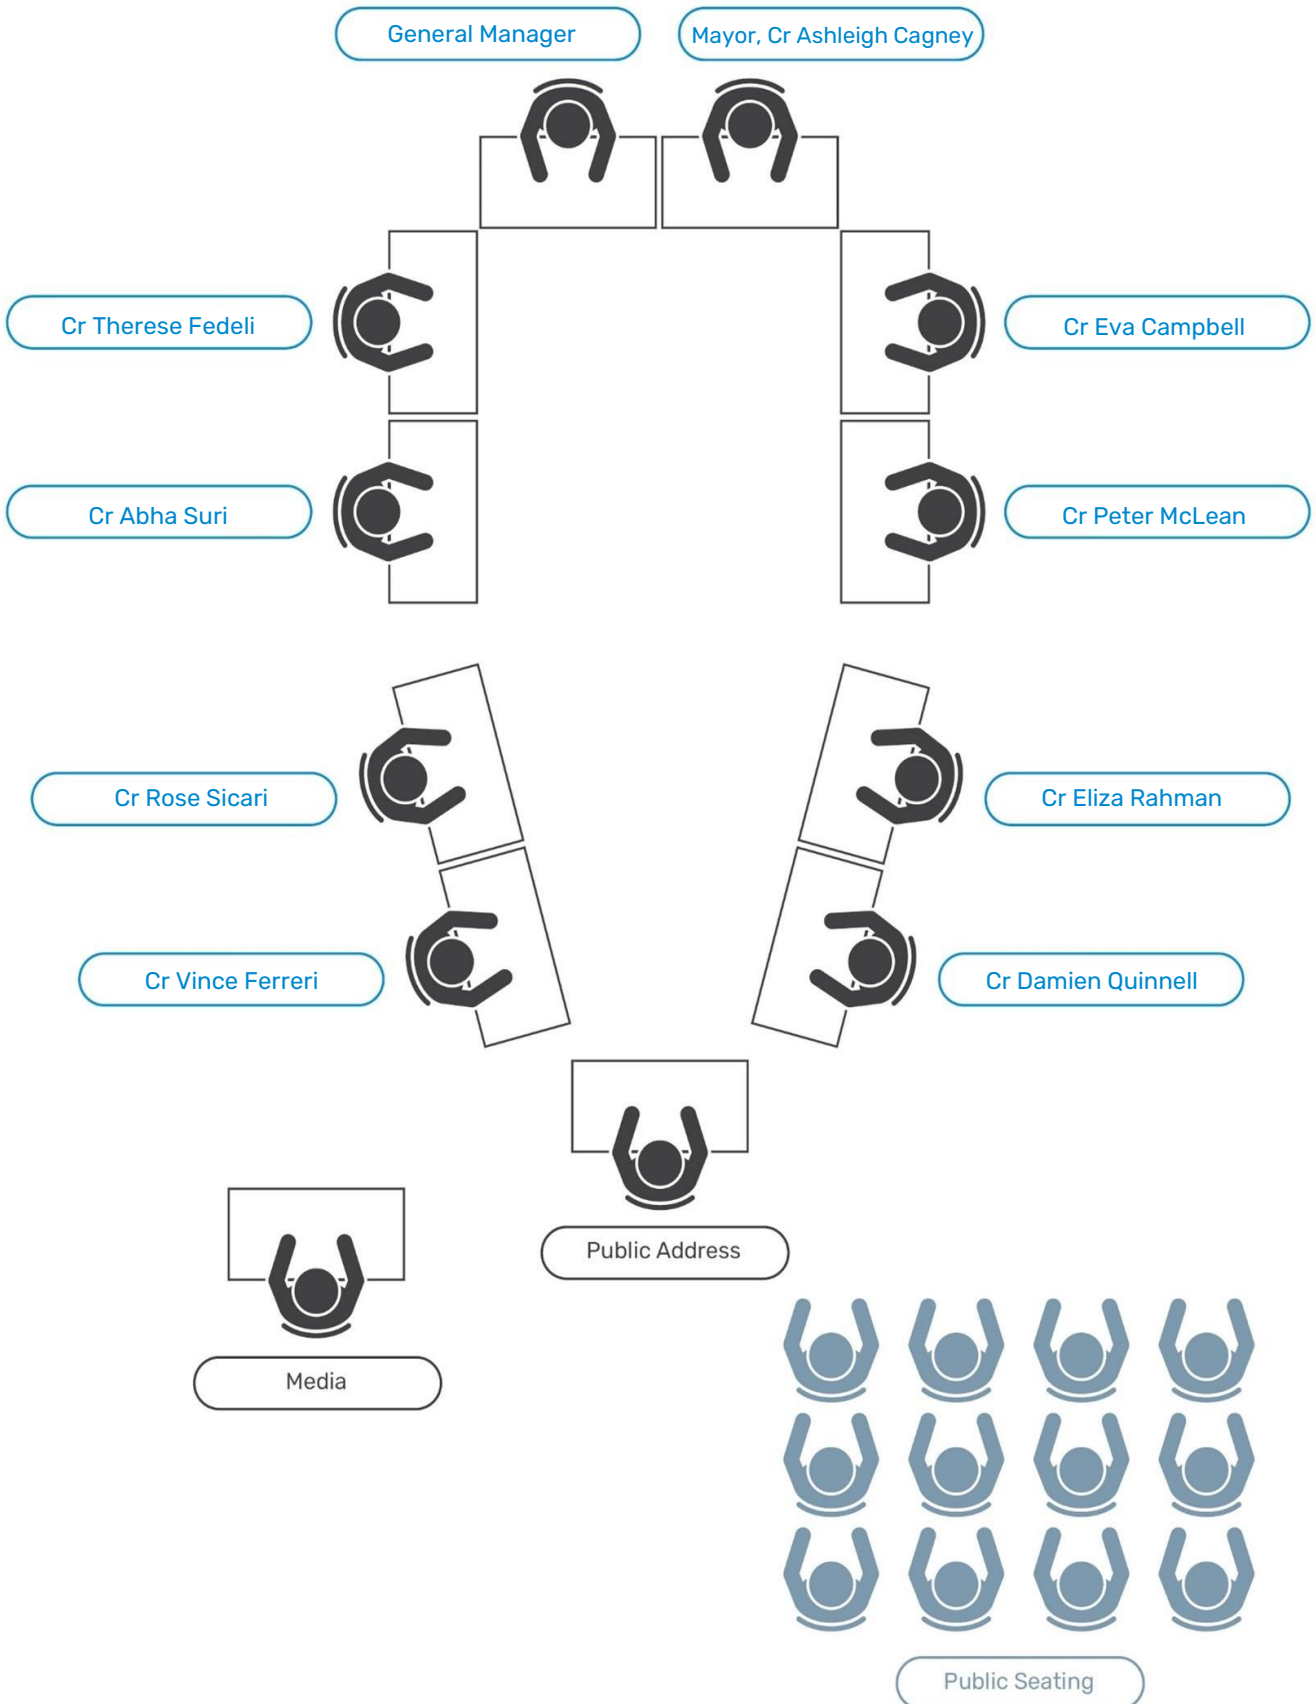 General Manager
Mayor, Cr Ashleigh Cagney
Cr Therese Fedeli
Cr Eva Campbell
Cr Abha Suri
Cr Peter McLean
Cr Rose Sicari
Cr Eliza Rahman
Cr Vince Ferreri
Cr Damien Quinnell
Public Address
Media
Public Seating